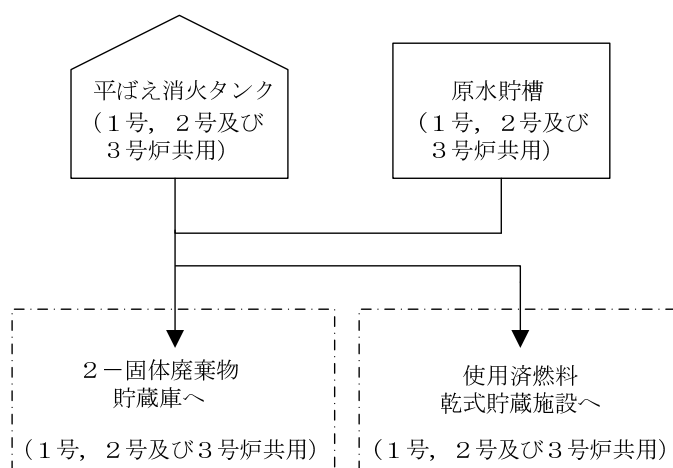 平ばえ消火タンク
（１号，２号及び
３号炉共用）
原水貯槽
（１号，２号及び
３号炉共用）
２－固体廃棄物
貯蔵庫へ
（１号，２号及び３号炉共用）
使用済燃料
乾式貯蔵施設へ
（１号，２号及び３号炉共用）